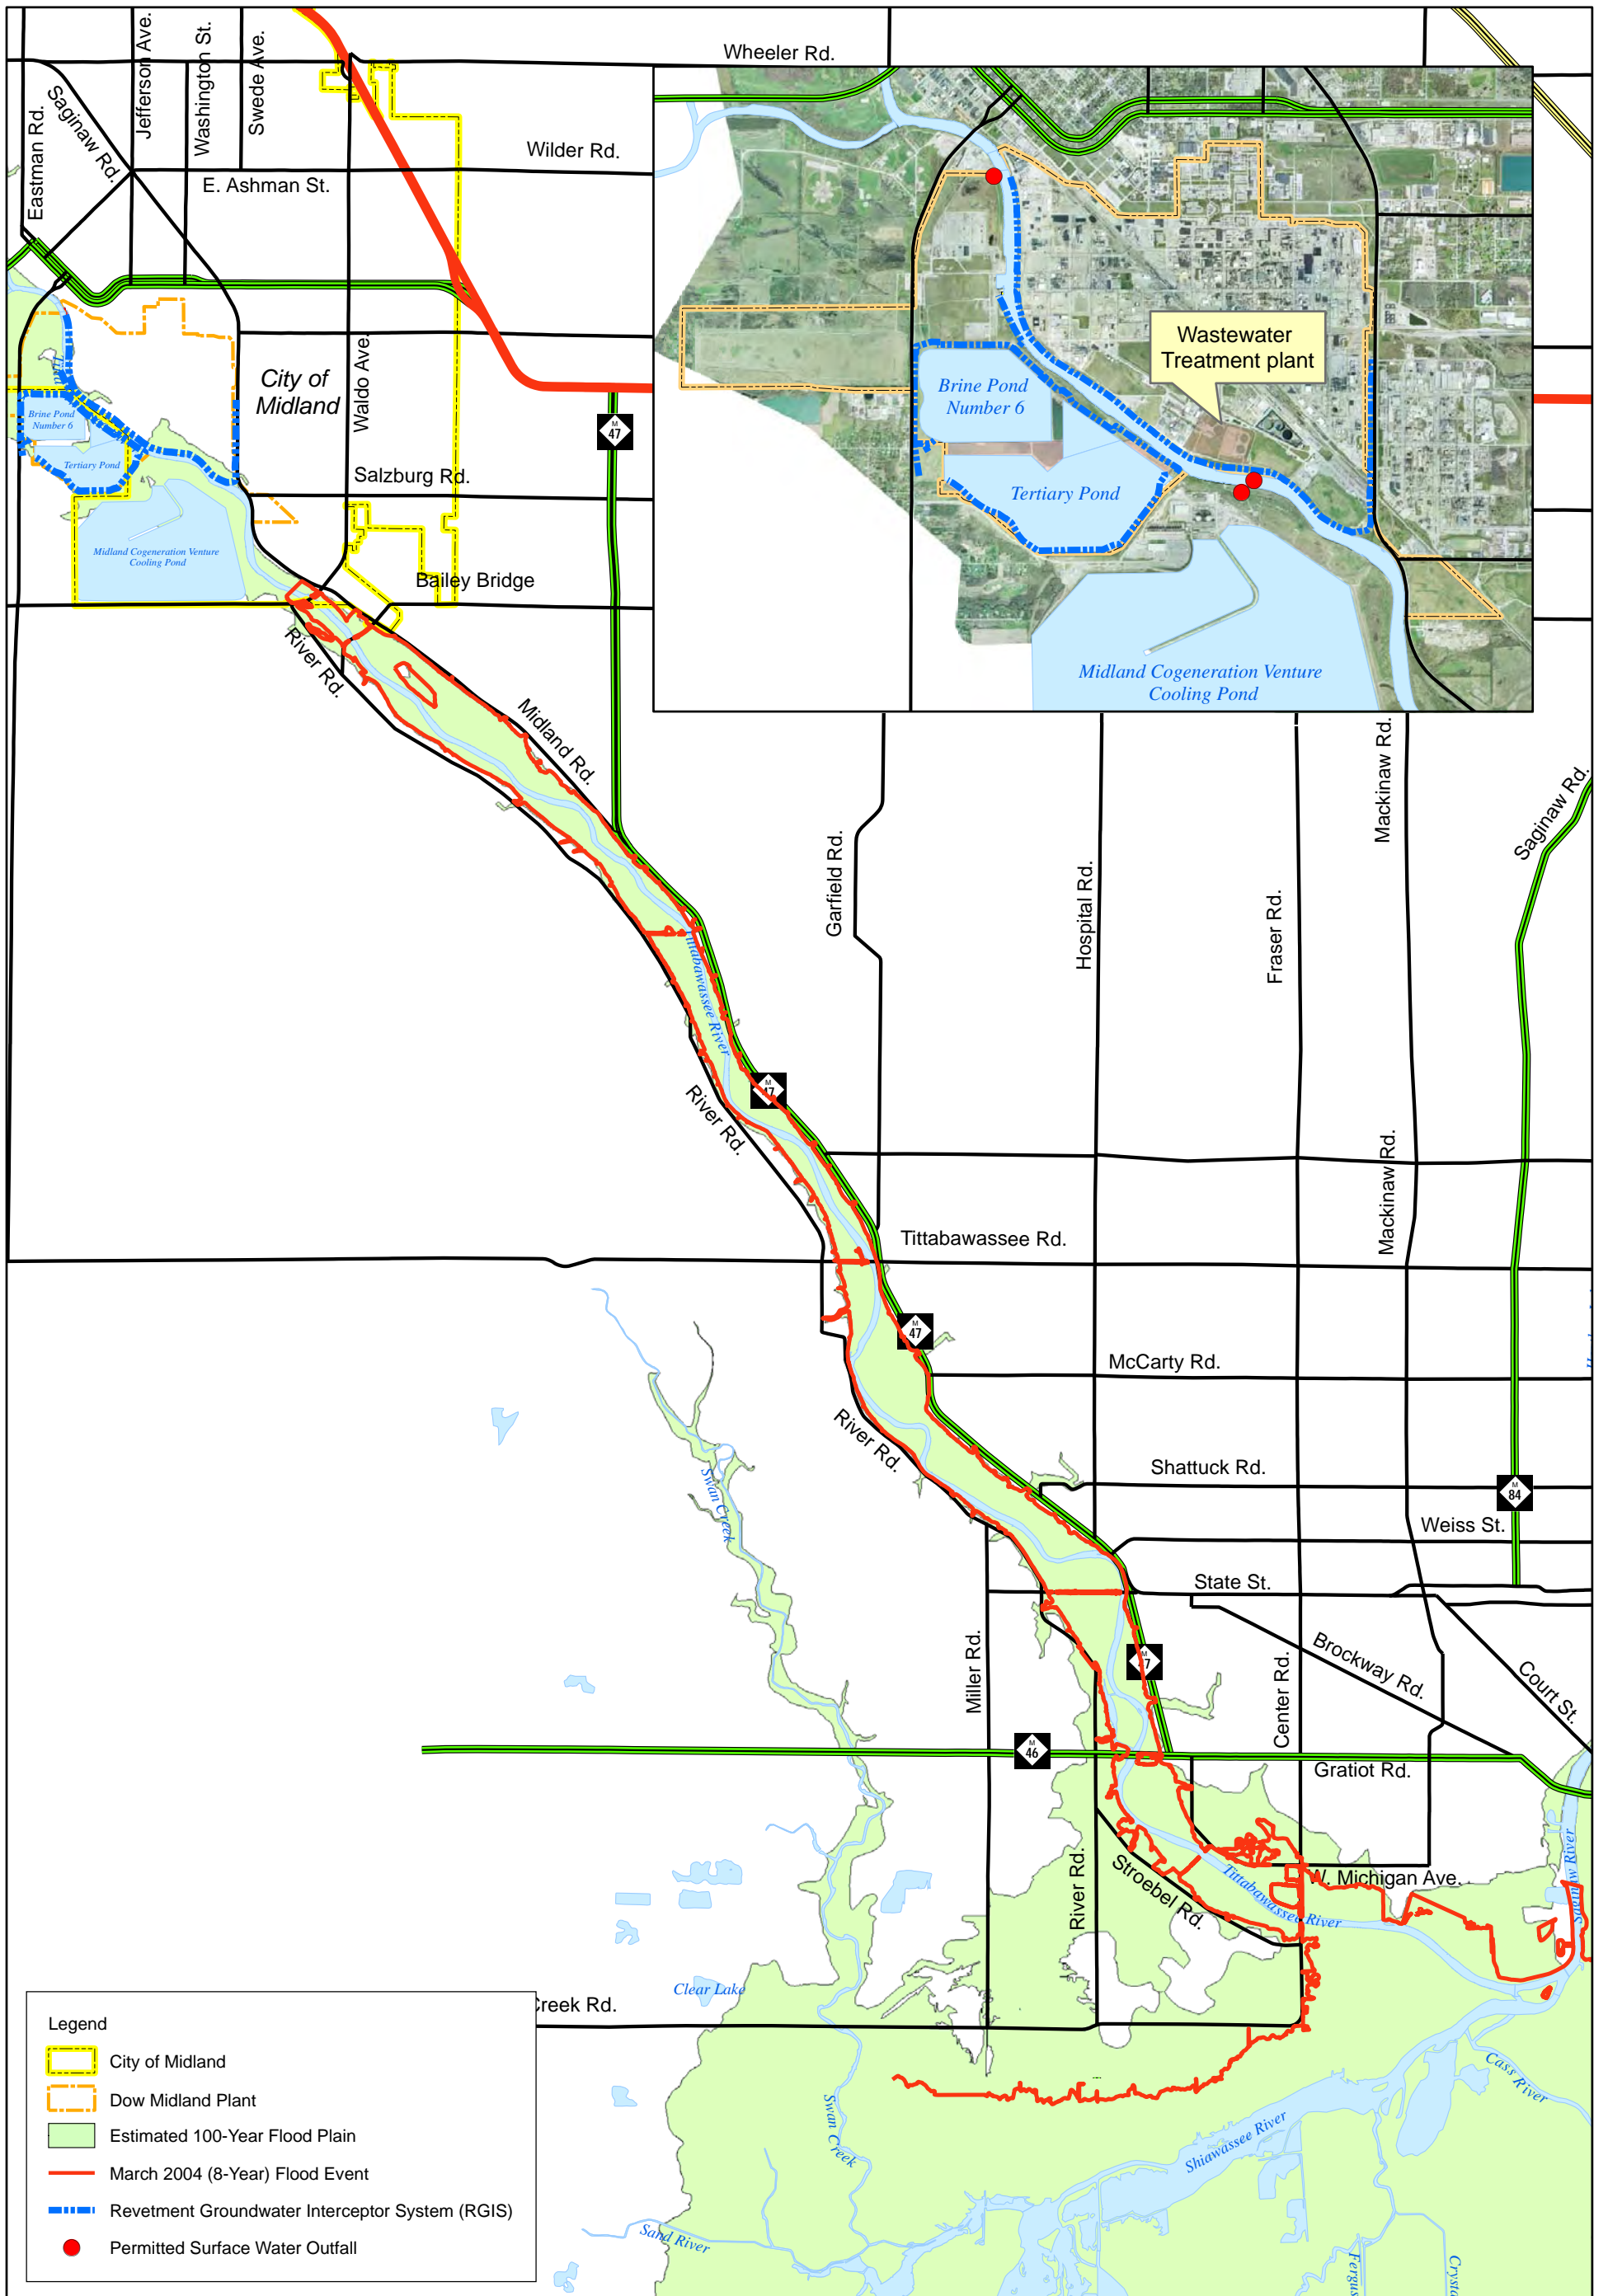 Wheeler Rd.
Jefferson Ave.
Washington St.
Swede Ave.
Eastman Rd.
Saginaw Rd.
Wilder Rd.
E. Ashman St.
City of
Midland
Waldo Ave.
Brine Pond
Number 6
Tertiary Pond
Salzburg Rd.
M
47
Midland Cogeneration Venture
Cooling Pond
Bailey Bridge
River Rd.
Midland Rd.
Wastewater
Treatment plant
Brine Pond
Number 6
Tertiary Pond
Midland Cogeneration Venture
Cooling Pond
Garfield Rd.
Hospital Rd.
Fraser Rd.
Mackinaw Rd.
Saginaw Rd.
Tittabawassee River
M
47
River Rd.
Mackinaw Rd.
Tittabawassee Rd.
M
47
McCarty Rd.
River Rd.
Swan Creek
Shattuck Rd.
M
84
Weiss St.
State St.
Miller Rd.
M
47
Center Rd.
Brockway Rd.
Court St.
M
46
Gratiot Rd.
River Rd.
Stroebel Rd.
Tittabawassee River
W. Michigan Ave.
Saginaw River
Clear Lake
Creek Rd.
Swan Creek
Shiawassee River
Cass River
Sand River
Legend
City of Midland
Dow Midland Plant
Estimated 100-Year Flood Plain
March 2004 (8-Year) Flood Event
Revetment Groundwater Interceptor System (RGIS)
Permitted Surface Water Outfall